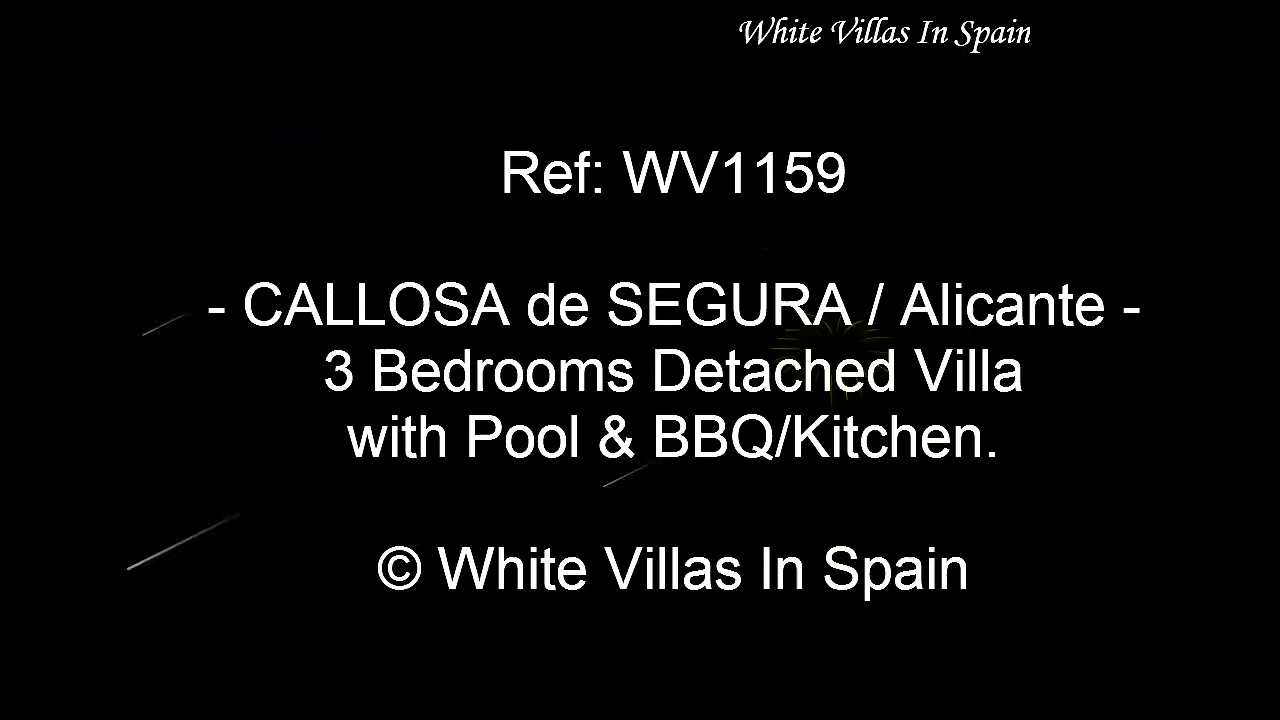 White Villas In Spain
Ref: WV1159
- CALLOSA de SEGURA / Alicante -
3 Bedrooms Detached Villa
with Pool & BBQ/Kitchen.
© White Villas In Spain